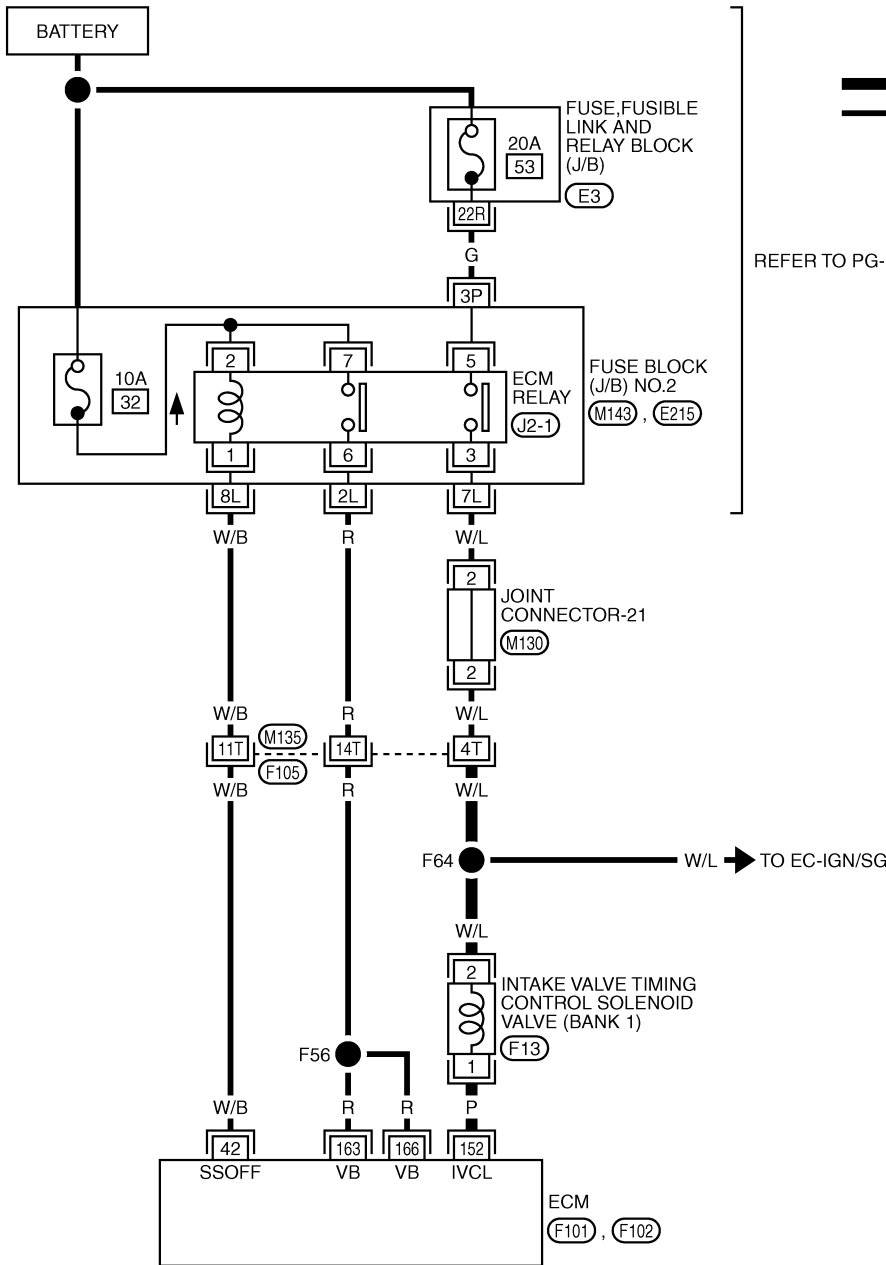 BATTERY
FUSE,FUSIBLE
LINK AND
RELAY BLOCK
(J/B)
20A
53
E3
22R
G
REFER TO PG-
3P
2
7
5
10A
32
ECM
RELAY
J2-1
FUSE BLOCK
(J/B) NO.2
M143 , E215
1
6
3
8L
2L
7L
W/B
R
W/L
2
JOINT
CONNECTOR-21
M130
2
W/B
R
W/L
11T
M135
14T
4T
F105
W/B
R
W/L
F64
W/L
TO EC-IGN/SG
W/L
2
INTAKE VALVE TIMING
CONTROL SOLENOID
VALVE (BANK 1)
F13
1
F56
W/B
R
R
P
42
163
166
152
SSOFF
VB
VB
IVCL
ECM
F101 , F102